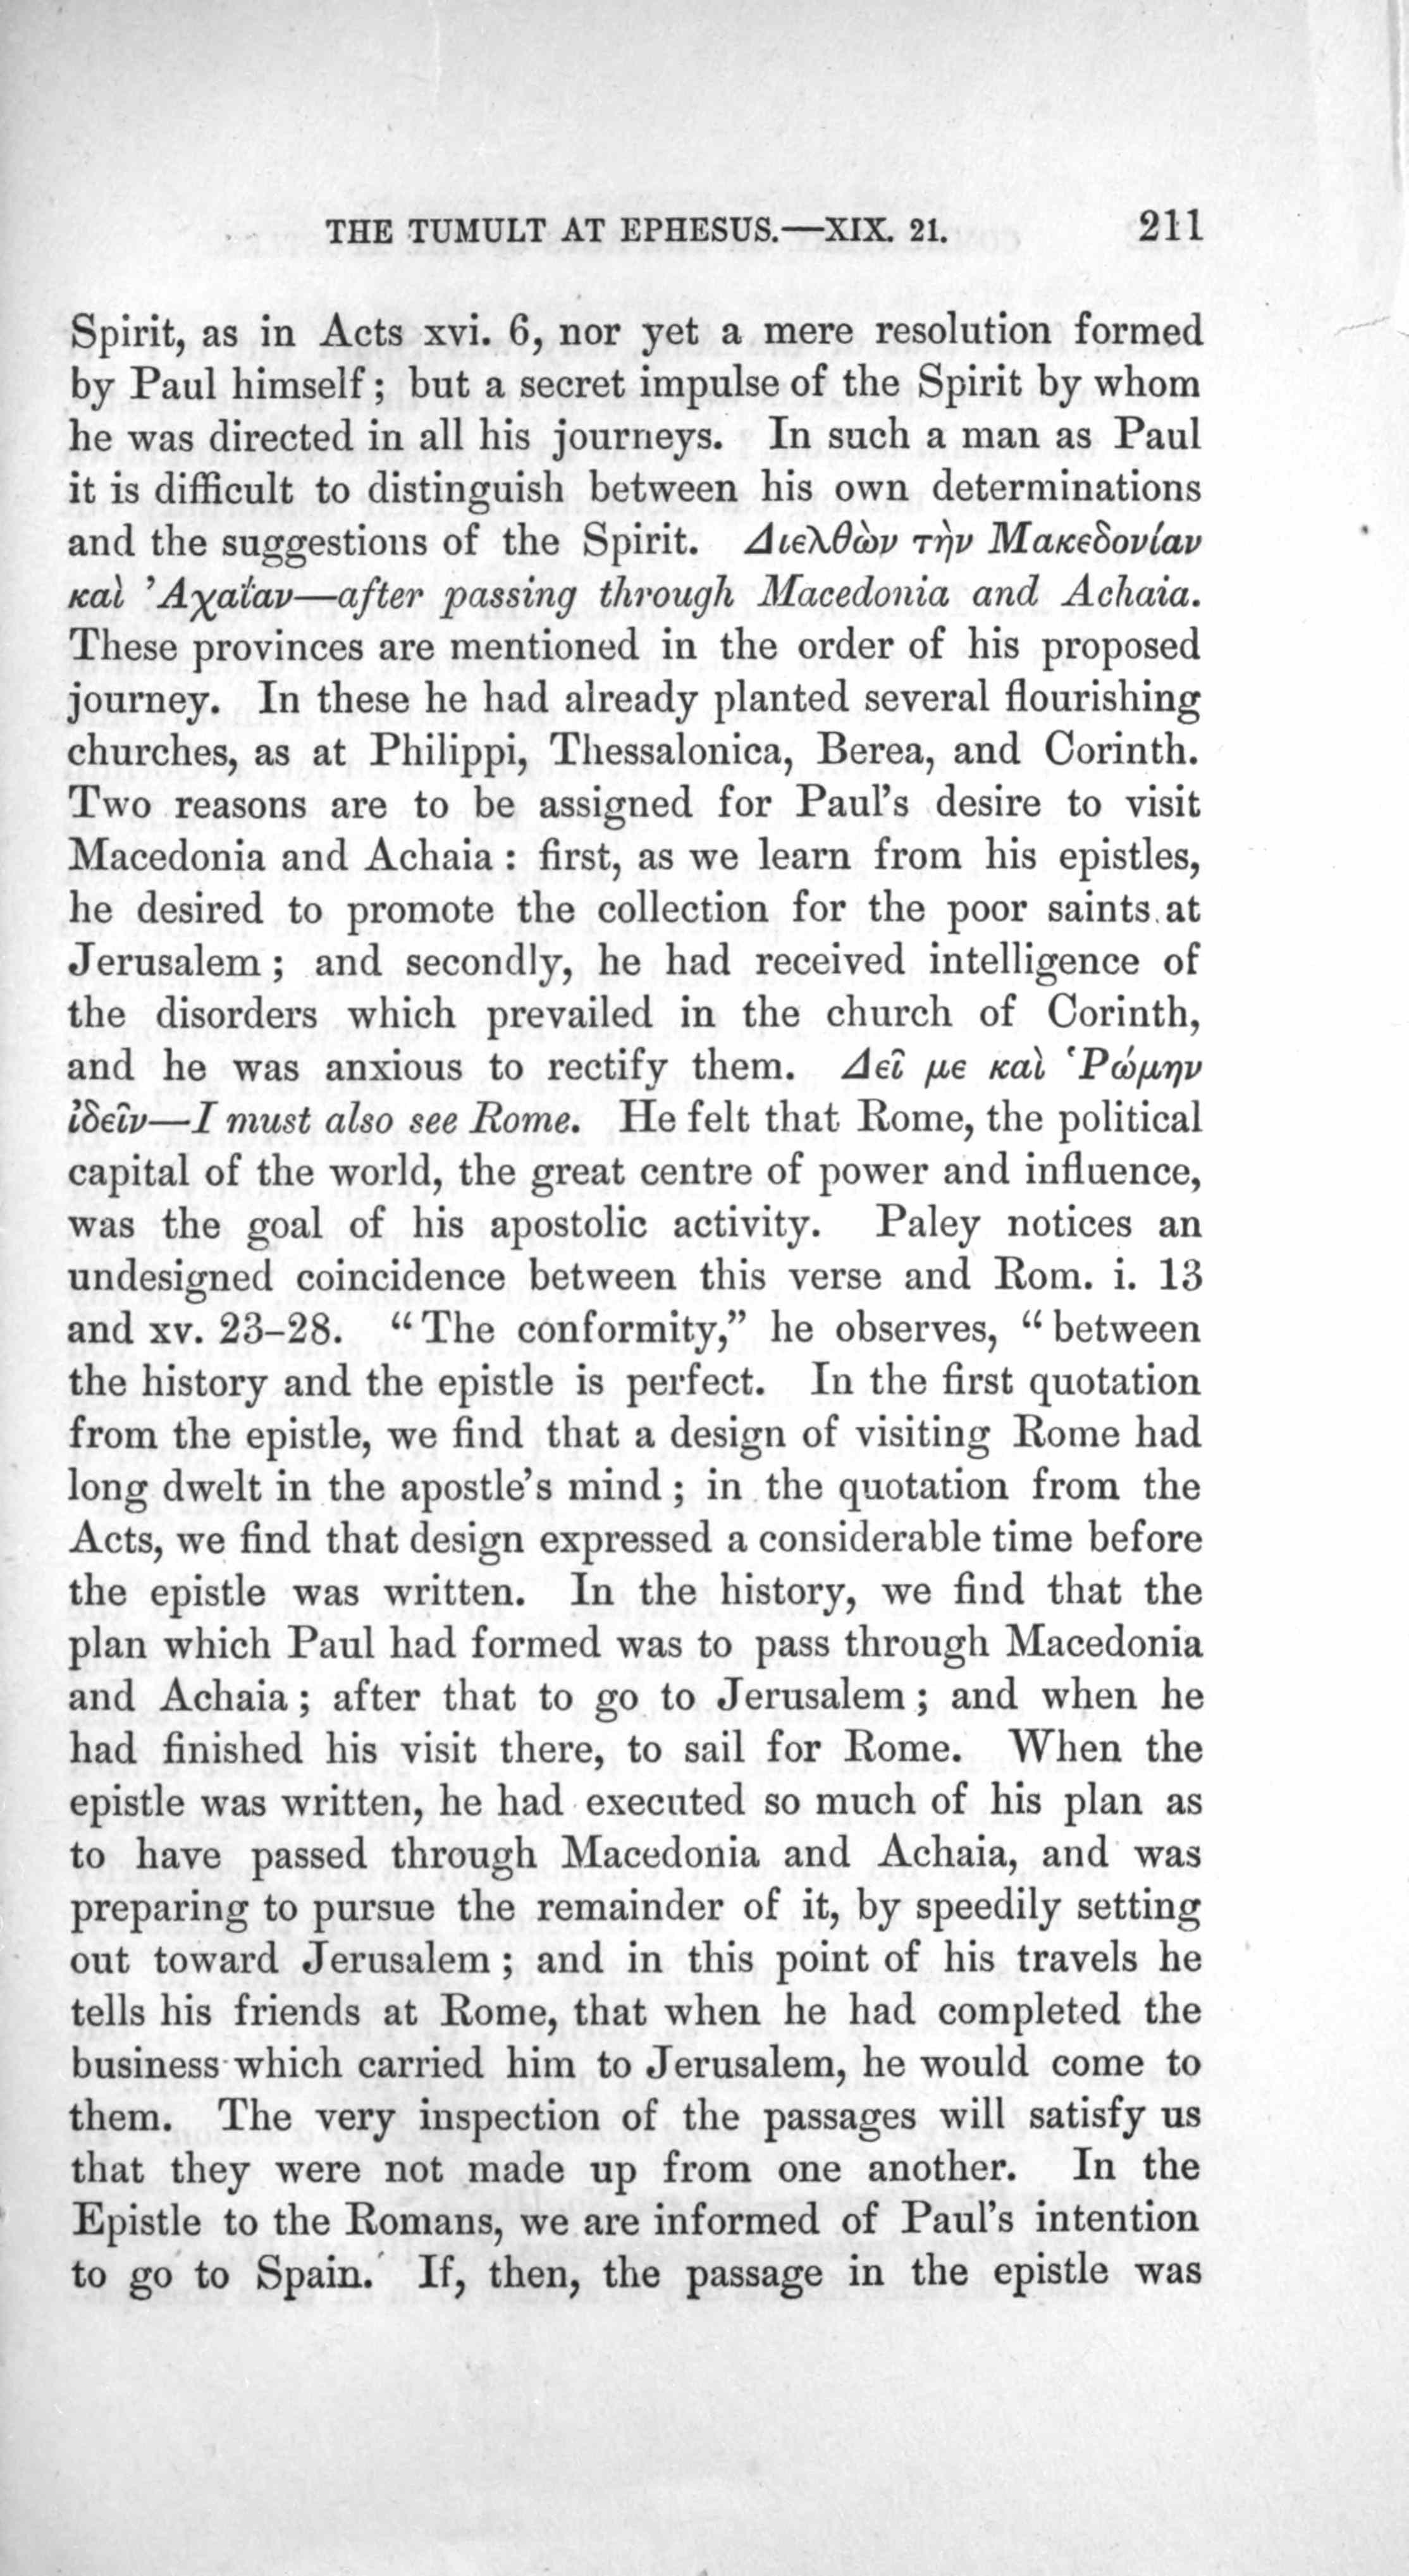 THE TUMULT AT EPHESUS.—XIX. 21. 211
Spirit, as in Acts xvi. 6, nor yet a mere resolution formed
by Paul himself; but a secret impulse of the Spirit by whom
he was directed in all his journeys. In such a man as Paul
it is difficult to distinguish between his own determinations
and the suggestions of the Spirit. Διελθὼν τὴν Μακεδονίαν
καὶ Ἀχαΐαν—after passing through Macedonia and Achaia.
These provinces are mentioned in the order of his proposed
journey. In these he had already planted several flourishing
churches, as at Philippi, Thessalonica, Berea, and Corinth.
Two reasons are to be assigned for Paul's desire to visit
Macedonia and Achaia: first, as we learn from his epistles,
he desired to promote the collection for the poor saints at
Jerusalem; and secondly, he had received intelligence of
the disorders which prevailed in the church of Corinth,
and he was anxious to rectify them. Δεῖ με καὶ Ῥώμην
ἰδεῖν—I must also see Rome. He felt that Rome, the political
capital of the world, the great centre of power and influence,
was the goal of his apostolic activity. Paley notices an
undesigned coincidence between this verse and Rom. i. 13
and xv. 23–28. “The conformity,” he observes, “between
the history and the epistle is perfect. In the first quotation
from the epistle, we find that a design of visiting Rome had
long dwelt in the apostle's mind; in the quotation from the
Acts, we find that design expressed a considerable time before
the epistle was written. In the history, we find that the
plan which Paul had formed was to pass through Macedonia
and Achaia; after that to go to Jerusalem; and when he
had finished his visit there, to sail for Rome. When the
epistle was written, he had executed so much of his plan as
to have passed through Macedonia and Achaia, and was
preparing to pursue the remainder of it, by speedily setting
out toward Jerusalem; and in this point of his travels he
tells his friends at Rome, that when he had completed the
business which carried him to Jerusalem, he would come to
them. The very inspection of the passages will satisfy us
that they were not made up from one another. In the
Epistle to the Romans, we are informed of Paul's intention
to go to Spain. If, then, the passage in the epistle was